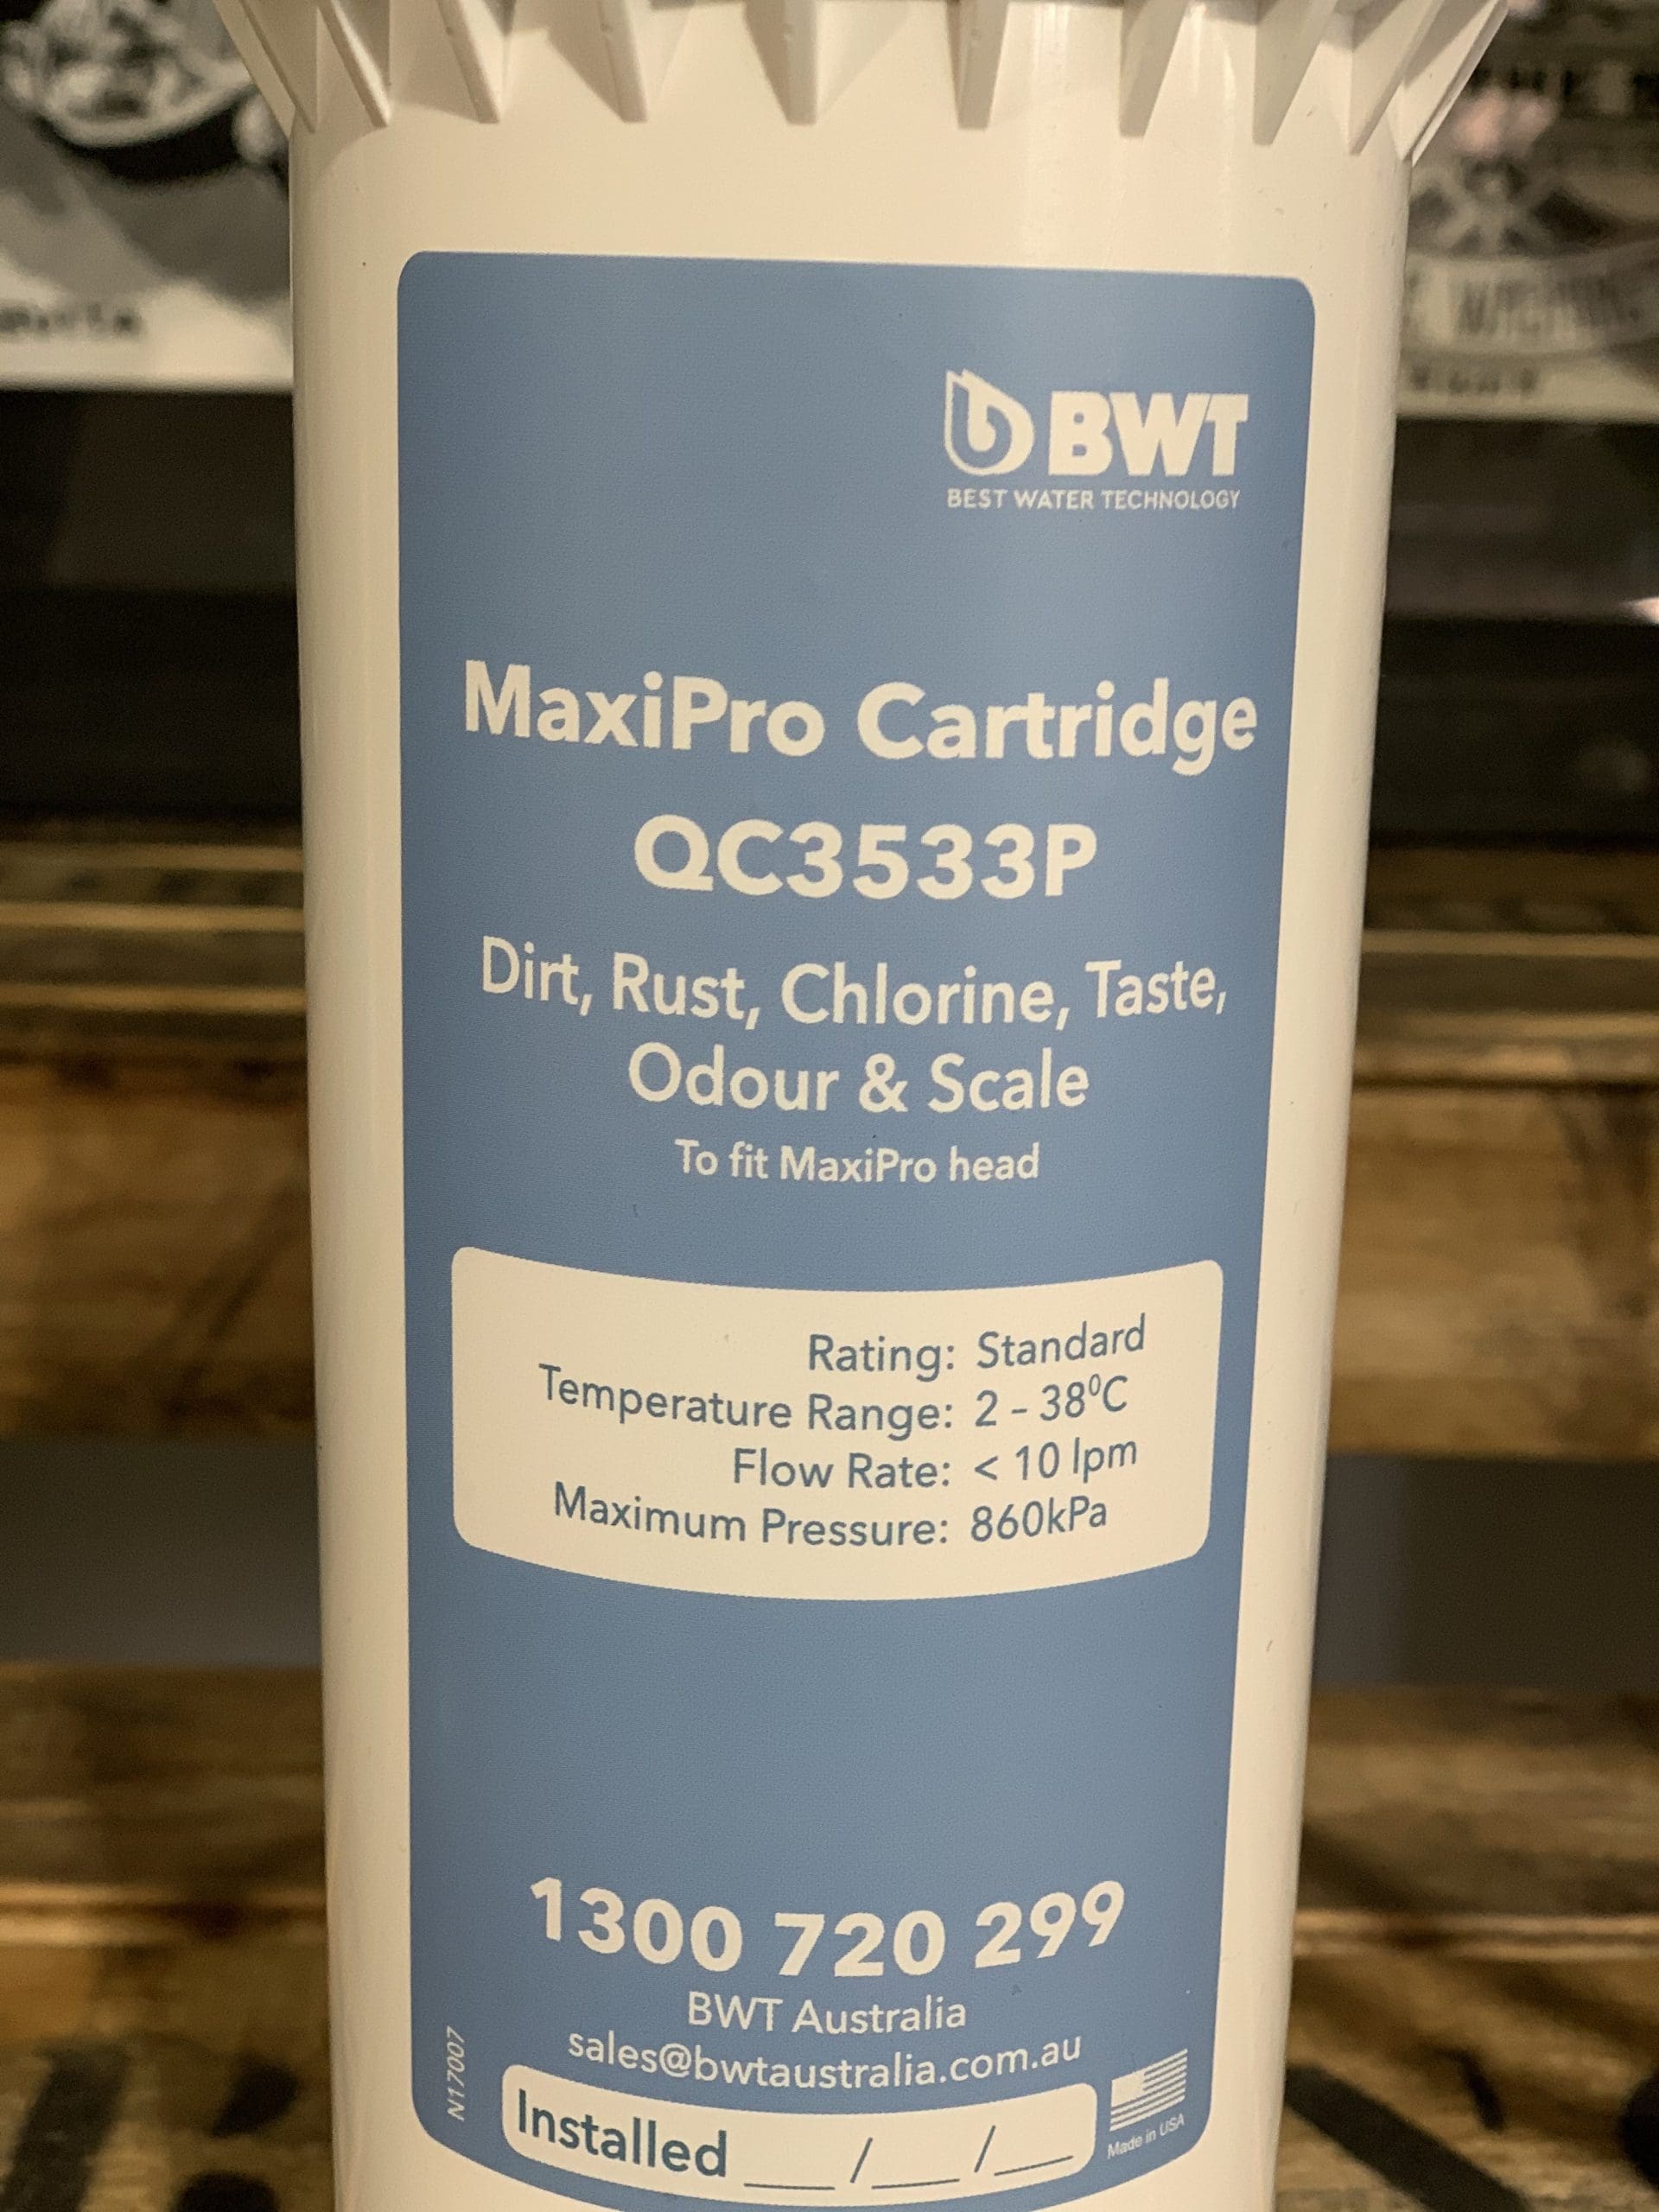 BWT
BEST WATER TECHNOLOGY
MaxiPro Cartridge
QC3533P
Dirt, Rust, Chlorine, Taste,
Odour & Scale
To fit MaxiPro head
Rating: Standard
Temperature Range: 2 – 38⁰C
Flow Rate: < 10 lpm
Maximum Pressure: 860kPa
1300 720 299
BWT Australia
sales@bwtaustralia.com.au
N17007
Installed ___/___/___
Made in USA